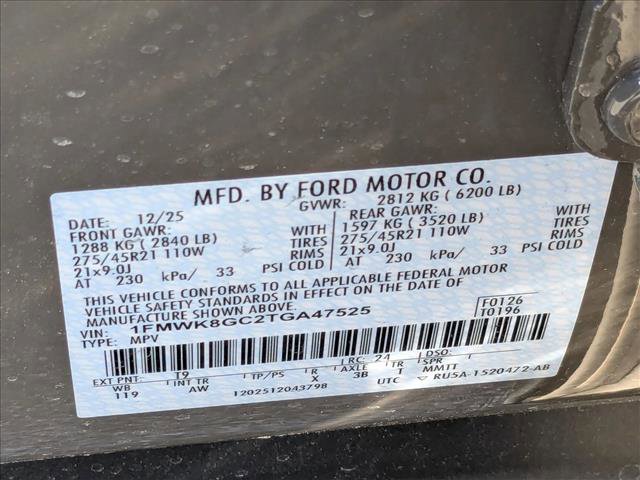 MFD. BY FORD MOTOR CO.
DATE: 12/25 GVWR: 2812 KG ( 6200 LB)
FRONT GAWR: REAR GAWR:
1288 KG ( 2840 LB) WITH 1597 KG ( 3520 LB) WITH
275/45R21 110W TIRES 275/45R21 110W TIRES
21x9.0J RIMS 21x9.0J RIMS
AT 230 kPa/ 33 PSI COLD AT 230 kPa/ 33 PSI COLD
THIS VEHICLE CONFORMS TO ALL APPLICABLE FEDERAL MOTOR
VEHICLE SAFETY AND THEFT PREVENTION STANDARDS IN EFFECT ON THE DATE OF
MANUFACTURE SHOWN ABOVE.
VIN: 1FMWK8GC2TGA47525 F0126
TYPE: MPV T0196
EXT PNT: T9 RC: 24 DSO:
WB INT TR TP/PS R AXLE TR SPR
119 AW X 3B T MMTT
1202512043798 UTC ▽ RU5A-1520472-AB